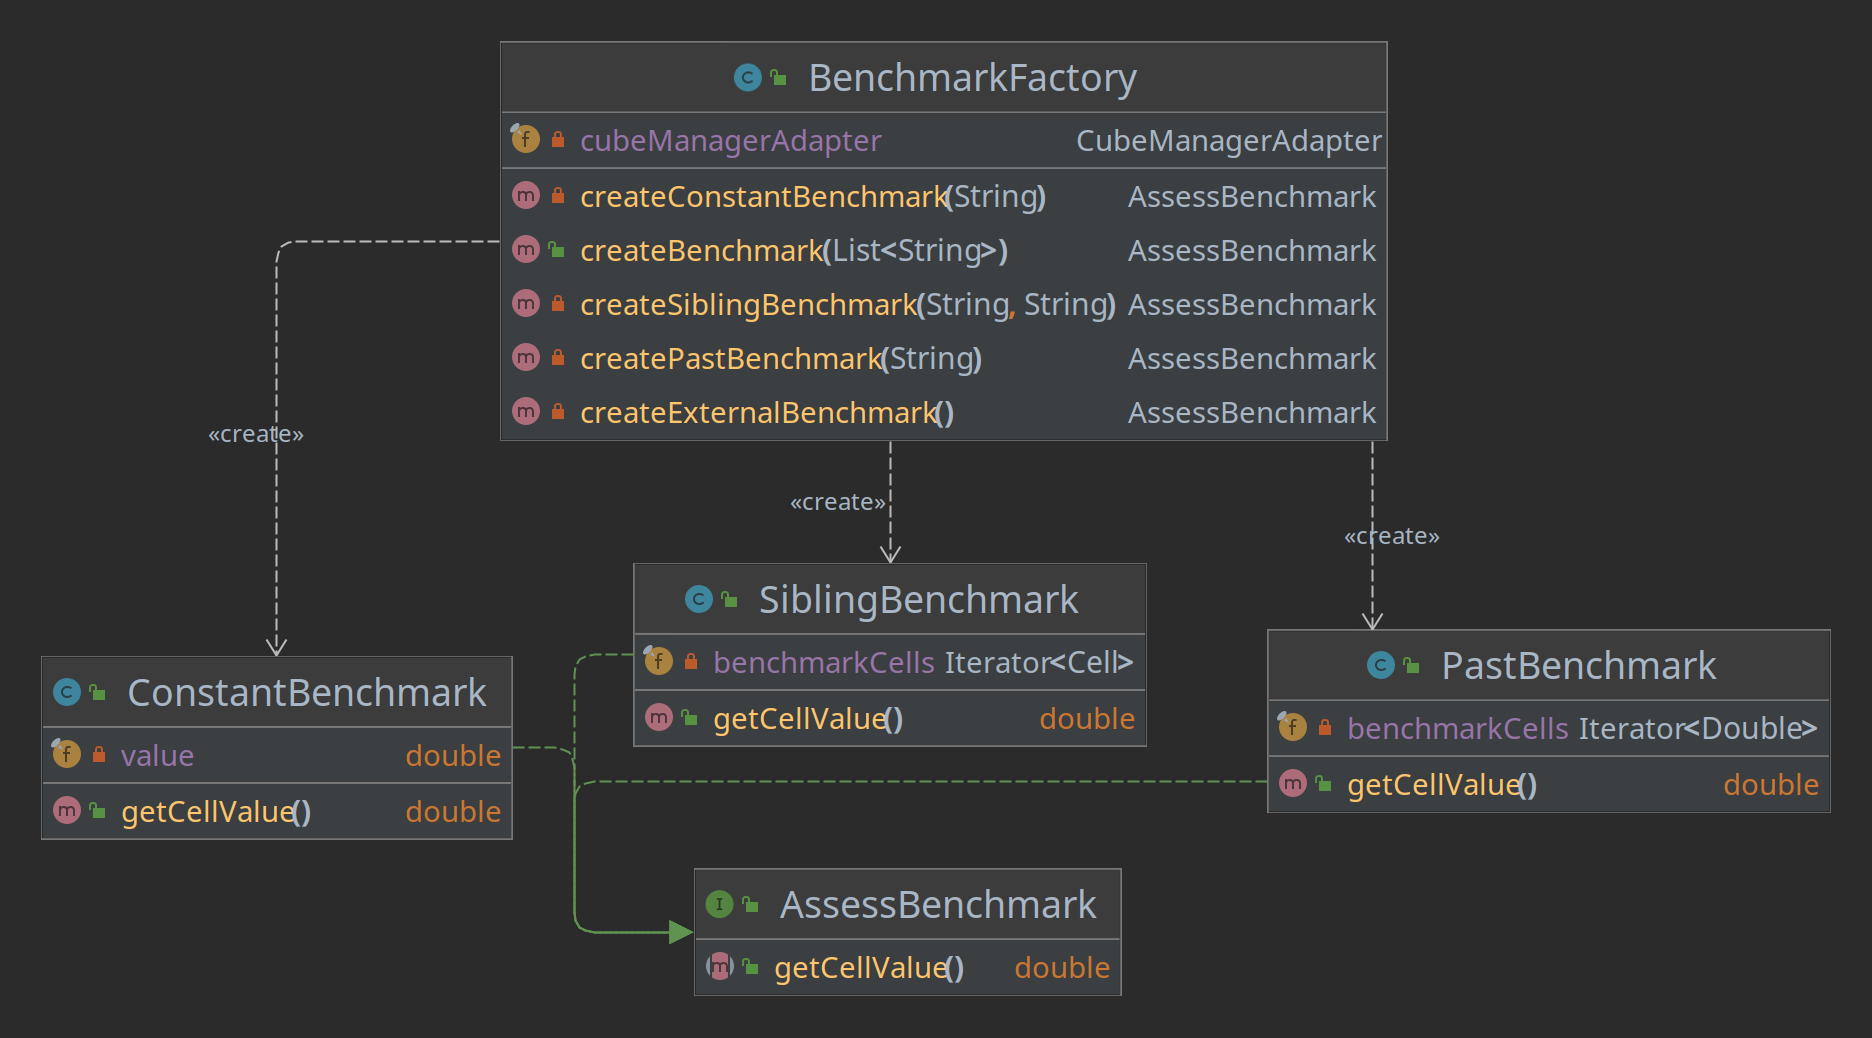 BenchmarkFactory
cubeManagerAdapter CubeManagerAdapter
createConstantBenchmark(String) AssessBenchmark
createBenchmark(List<String>) AssessBenchmark
createSiblingBenchmark(String, String) AssessBenchmark
createPastBenchmark(String) AssessBenchmark
createExternalBenchmark() AssessBenchmark
«create»
«create»
«create»
SiblingBenchmark
benchmarkCells Iterator<Cell>
getCellValue() double
PastBenchmark
benchmarkCells Iterator<Double>
getCellValue() double
ConstantBenchmark
value double
getCellValue() double
AssessBenchmark
getCellValue() double